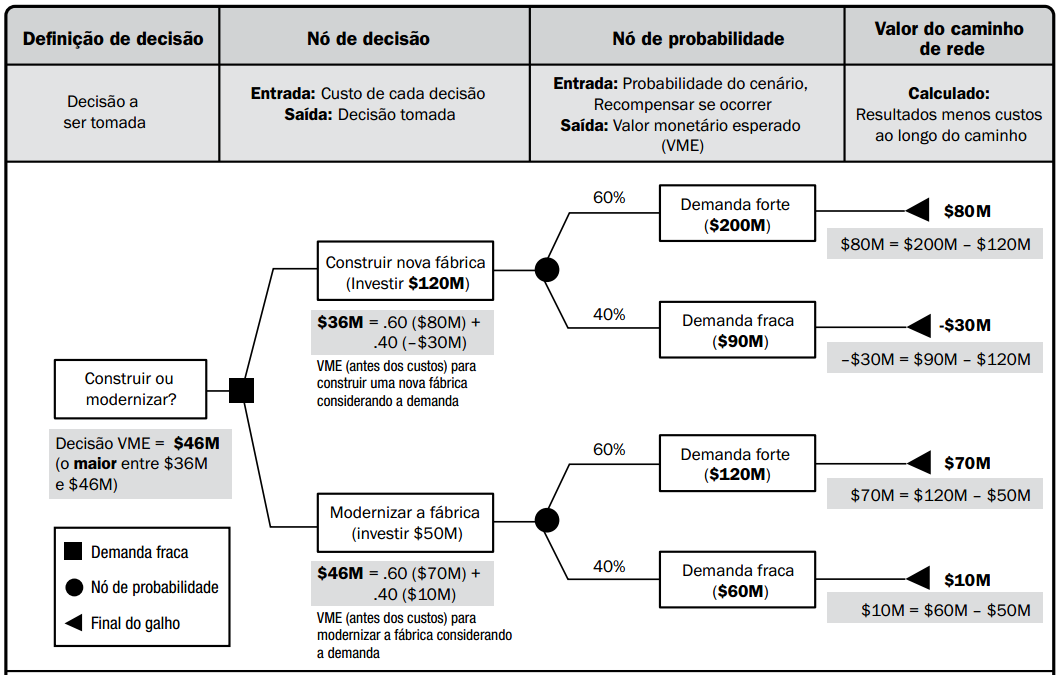 Definição de decisão
Nó de decisão
Nó de probabilidade
Valor do caminho
de rede
Decisão a
ser tomada
Entrada: Custo de cada decisão
Saída: Decisão tomada
Entrada: Probabilidade do cenário,
Recompensar se ocorrer
Saída: Valor monetário esperado
(VME)
Calculado:
Resultados menos custos
ao longo do caminho
Construir ou
modernizar?
Decisão VME = $46M
(o maior entre $36M
e $46M)
Construir nova fábrica
(Investir $120M)
$36M = .60 ($80M) +
.40 (–$30M)
VME (antes dos custos) para
construir uma nova fábrica
considerando a demanda
60%
Demanda forte
($200M)
$80M
$80M = $200M – $120M
40%
Demanda fraca
($90M)
-$30M
–$30M = $90M – $120M
Modernizar a fábrica
(investir $50M)
$46M = .60 ($70M) +
.40 ($10M)
VME (antes dos custos) para
modernizar a fábrica considerando
a demanda
60%
Demanda forte
($120M)
$70M
$70M = $120M – $50M
40%
Demanda fraca
($60M)
$10M
$10M = $60M – $50M
Demanda fraca
Nó de probabilidade
Final do galho